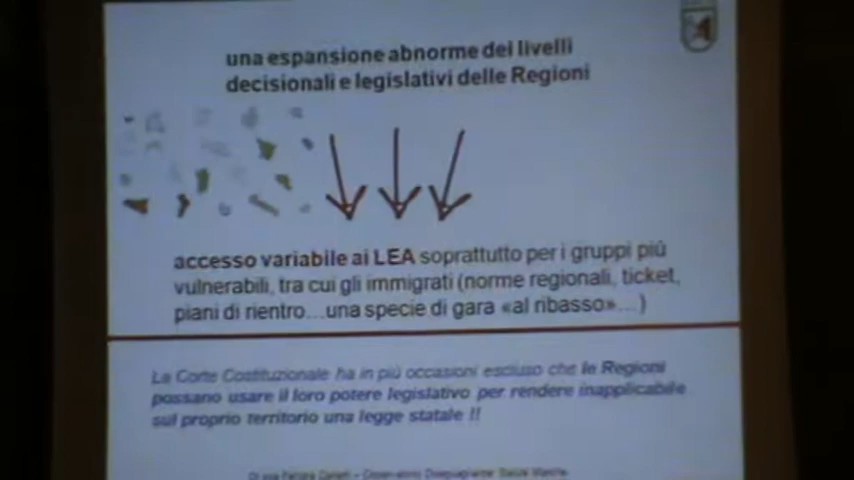 una espansione abnorme dei livelli
decisionali e legislativi delle Regioni
accesso variabile ai LEA soprattutto per i gruppi più
vulnerabili, tra cui gli immigrati (norme regionali, ticket,
piani di rientro…una specie di gara «al ribasso»…)
La Corte Costituzionale ha in più occasioni escluso che le Regioni
possano usare il loro potere legislativo per rendere inapplicabile
sul proprio territorio una legge statale !!